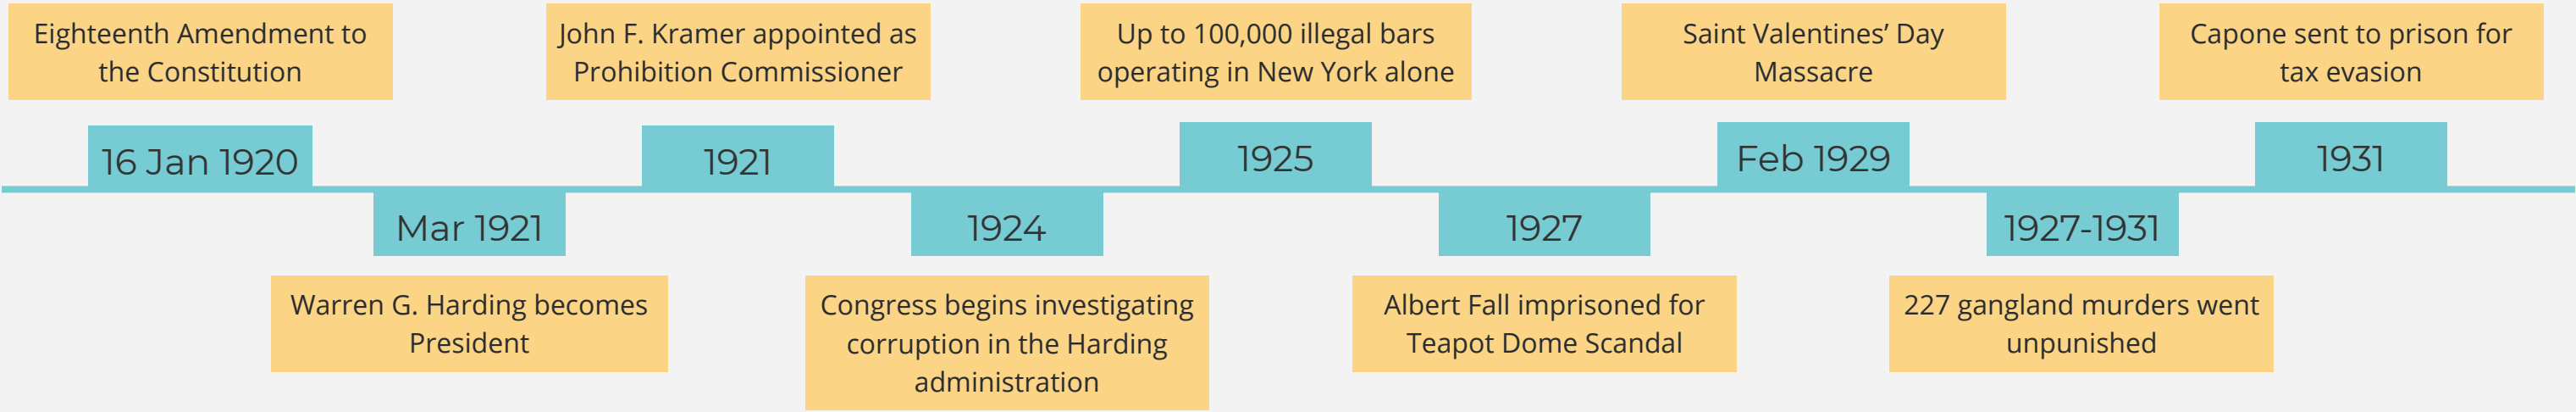 Eighteenth Amendment to
the Constitution
16 Jan 1920
Mar 1921
Warren G. Harding becomes
President
John F. Kramer appointed as
Prohibition Commissioner
1921
1924
Congress begins investigating
corruption in the Harding
administration
Up to 100,000 illegal bars
operating in New York alone
1925
1927
Albert Fall imprisoned for
Teapot Dome Scandal
Saint Valentines’ Day
Massacre
Feb 1929
1927-1931
227 gangland murders went
unpunished
Capone sent to prison for
tax evasion
1931